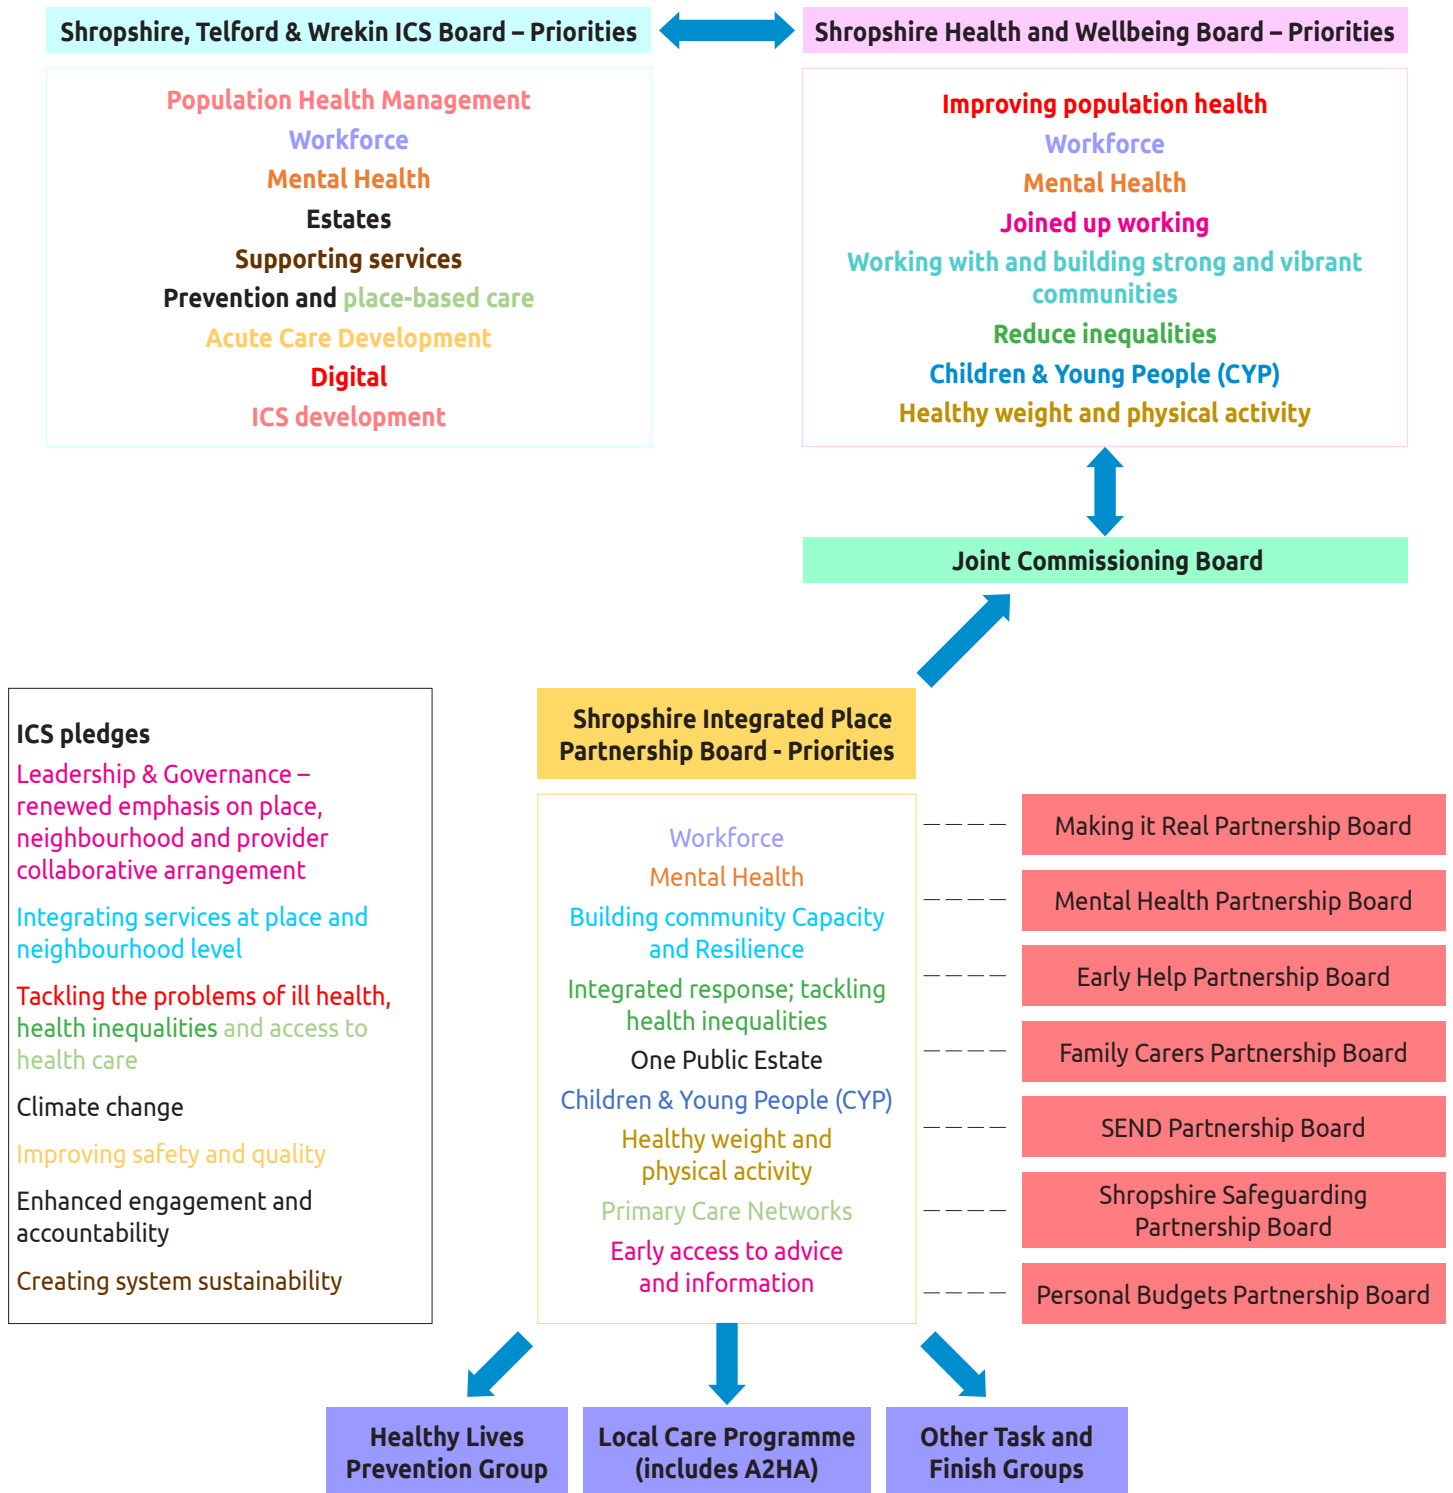 Shropshire, Telford & Wrekin ICS Board – Priorities
Population Health Management
Workforce
Mental Health
Estates
Supporting services
Prevention and place-based care
Acute Care Development
Digital
ICS development
Shropshire Health and Wellbeing Board – Priorities
Improving population health
Workforce
Mental Health
Joined up working
Working with and building strong and vibrant
communities
Reduce inequalities
Children & Young People (CYP)
Healthy weight and physical activity
Joint Commissioning Board
ICS pledges
Leadership & Governance –
renewed emphasis on place,
neighbourhood and provider
collaborative arrangement
Integrating services at place and
neighbourhood level
Tackling the problems of ill health,
health inequalities and access to
health care
Climate change
Improving safety and quality
Enhanced engagement and
accountability
Creating system sustainability
Shropshire Integrated Place
Partnership Board - Priorities
Workforce
Mental Health
Building community Capacity
and Resilience
Integrated response; tackling
health inequalities
One Public Estate
Children & Young People (CYP)
Healthy weight and
physical activity
Primary Care Networks
Early access to advice
and information
Making it Real Partnership Board
Mental Health Partnership Board
Early Help Partnership Board
Family Carers Partnership Board
SEND Partnership Board
Shropshire Safeguarding
Partnership Board
Personal Budgets Partnership Board
Healthy Lives
Prevention Group
Local Care Programme
(includes A2HA)
Other Task and
Finish Groups